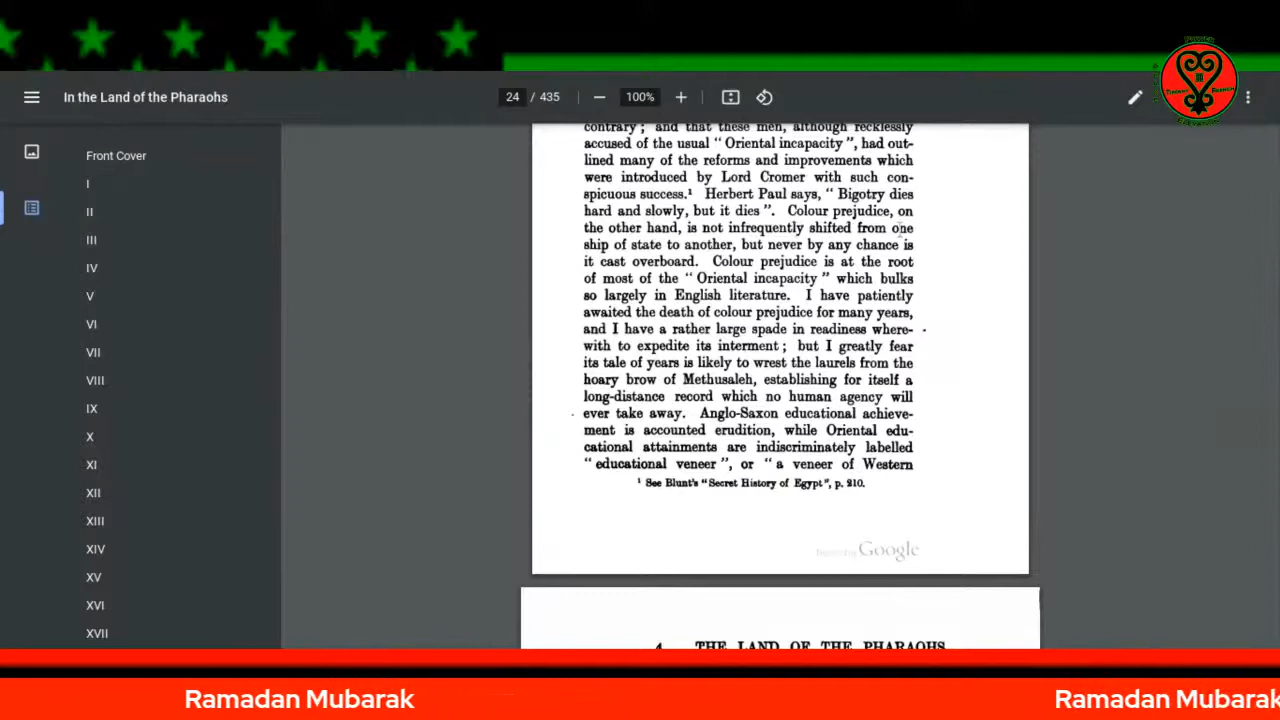 In the Land of the Pharaohs
24 / 435
100%
Front Cover
I
II
III
IV
V
VI
VII
VIII
IX
X
XI
XII
XIII
XIV
XV
XVI
XVII
contrary ; and that these men, although recklessly
accused of the usual “ Oriental incapacity ”, had out-
lined many of the reforms and improvements which
were introduced by Lord Cromer with such con-
spicuous success.¹ Herbert Paul says, “ Bigotry dies
hard and slowly, but it dies ”. Colour prejudice, on
the other hand, is not infrequently shifted from one
ship of state to another, but never by any chance is
it cast overboard. Colour prejudice is at the root
of most of the “ Oriental incapacity ” which bulks
so largely in English literature. I have patiently
awaited the death of colour prejudice for many years,
and I have a rather large spade in readiness where-
with to expedite its interment ; but I greatly fear
its tale of years is likely to wrest the laurels from the
hoary brow of Methusaleh, establishing for itself a
long-distance record which no human agency will
ever take away. Anglo-Saxon educational achieve-
ment is accounted erudition, while Oriental edu-
cational attainments are indiscriminately labelled
“ educational veneer ”, or “ a veneer of Western
¹ See Blunt's “Secret History of Egypt”, p. 210.
Google
4 THE LAND OF THE PHARAOHS
Ramadan Mubarak
Ramadan Mubarak